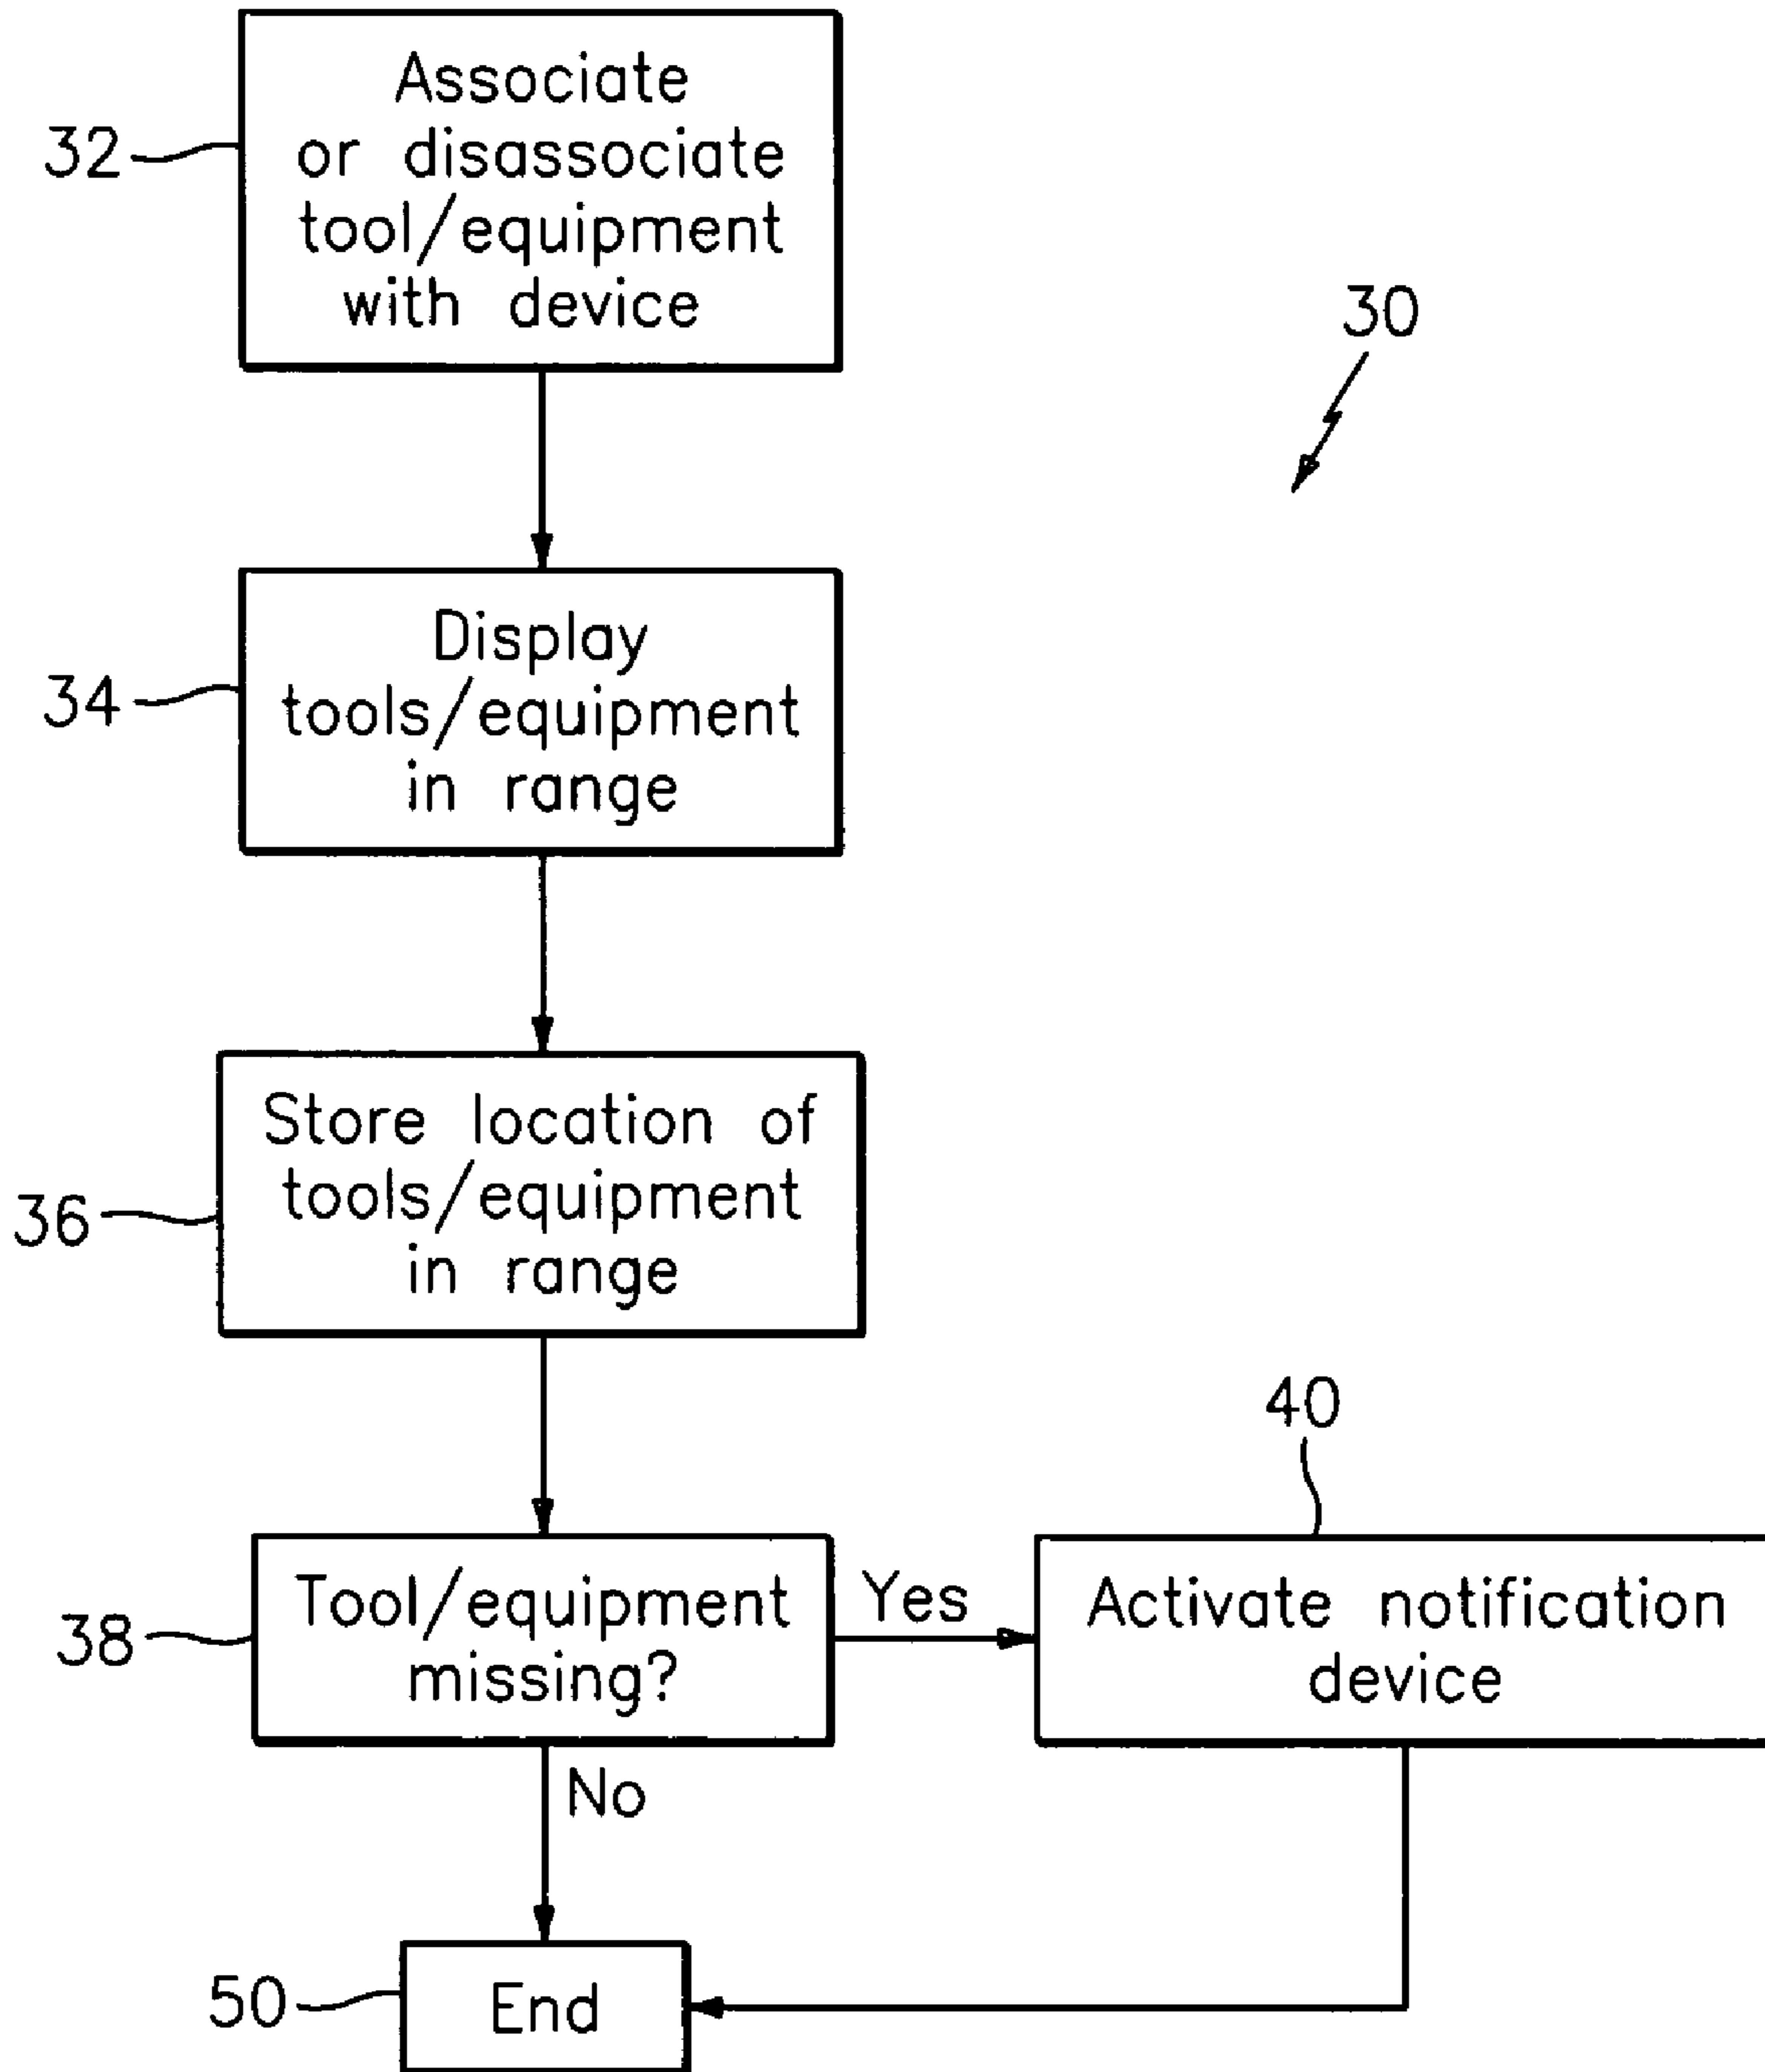 Associate
or disassociate
tool/equipment
with device
32
30
Display
tools/equipment
in range
34
Store location of
tools/equipment
in range
36
40
Tool/equipment
missing?
38
Yes
Activate notification
device
No
50
End